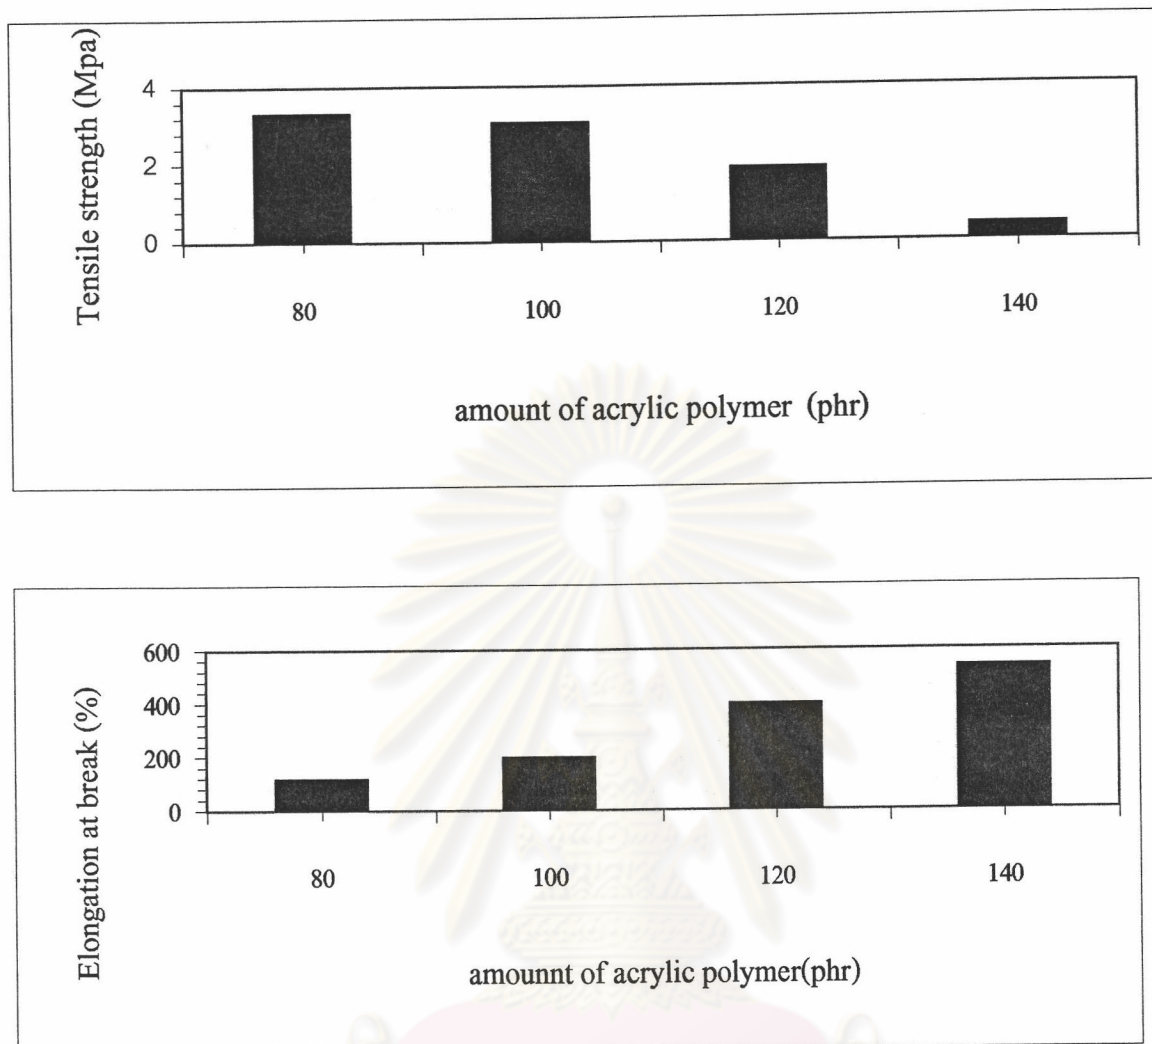 Tensile strength (Mpa)
4
2
0
80 100 120 140
amount of acrylic polymer (phr)
Elongation at break (%)
600
400
200
0
80 100 120 140
amounnt of acrylic polymer(phr)